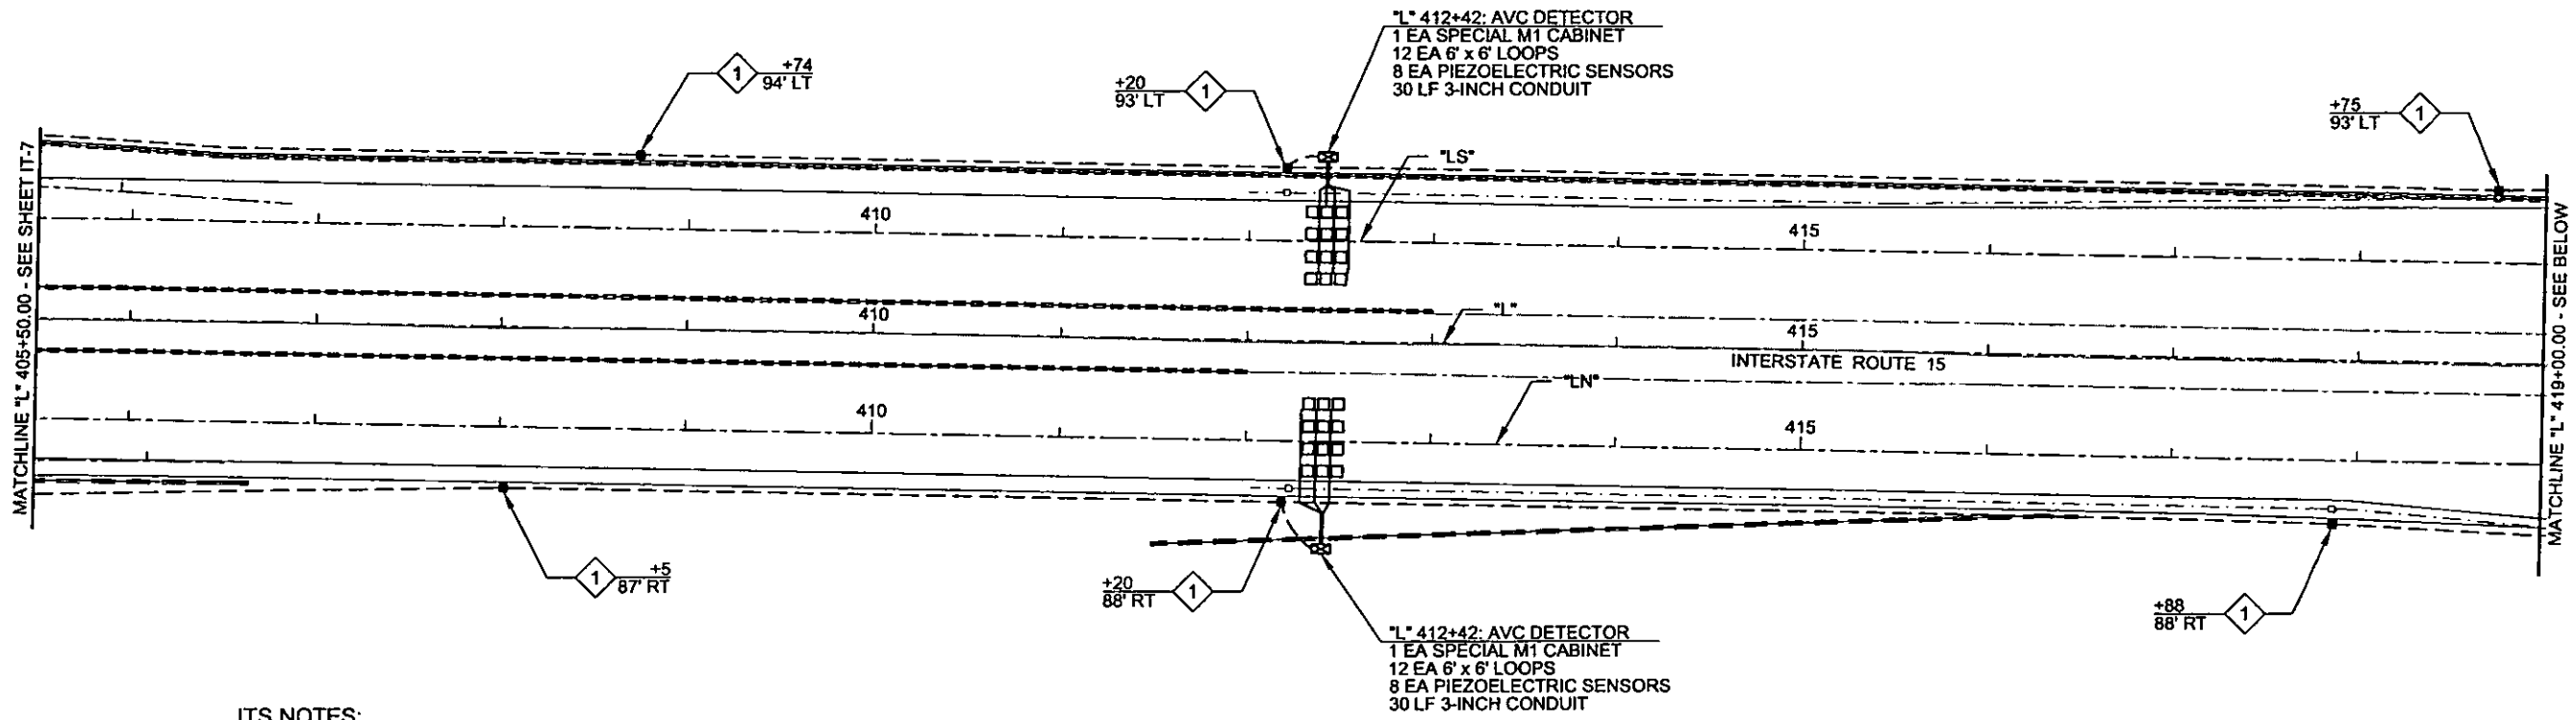 "L" 412+42: AVC DETECTOR
1 EA SPECIAL M1 CABINET
12 EA 6' x 6' LOOPS
8 EA PIEZOELECTRIC SENSORS
30 LF 3-INCH CONDUIT
1
+74
94' LT
+20
93' LT
1
+75
93' LT
1
MATCHLINE "L" 405+50.00 - SEE SHEET IT-7
"LS"
410
415
"L"
410
415
INTERSTATE ROUTE 15
"LN"
410
415
MATCHLINE "L" 419+00.00 - SEE BELOW
1
+5
87' RT
+20
88' RT
1
+88
88' RT
1
"L" 412+42: AVC DETECTOR
1 EA SPECIAL M1 CABINET
12 EA 6' x 6' LOOPS
8 EA PIEZOELECTRIC SENSORS
30 LF 3-INCH CONDUIT
ITS NOTES: